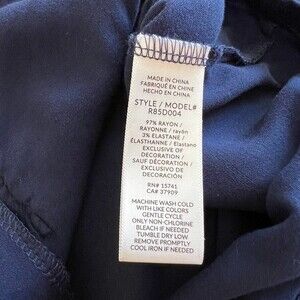 MADE IN CHINA
FABRIQUÉ EN CHINE
HECHO EN CHINA
STYLE / MODEL#
R85D004
97% RAYON /
RAYONNE / rayón
3% ELASTANE /
ÉLASTHANNE / Elastano
EXCLUSIVE OF
DECORATION /
SAUF DÉCORATION /
EXCLUSIVO DE
DECORACIÓN
RN# 15741
CA# 37909
MACHINE WASH COLD
WITH LIKE COLORS
GENTLE CYCLE
ONLY NON-CHLORINE
BLEACH IF NEEDED
TUMBLE DRY LOW
REMOVE PROMPTLY
COOL IRON IF NEEDED